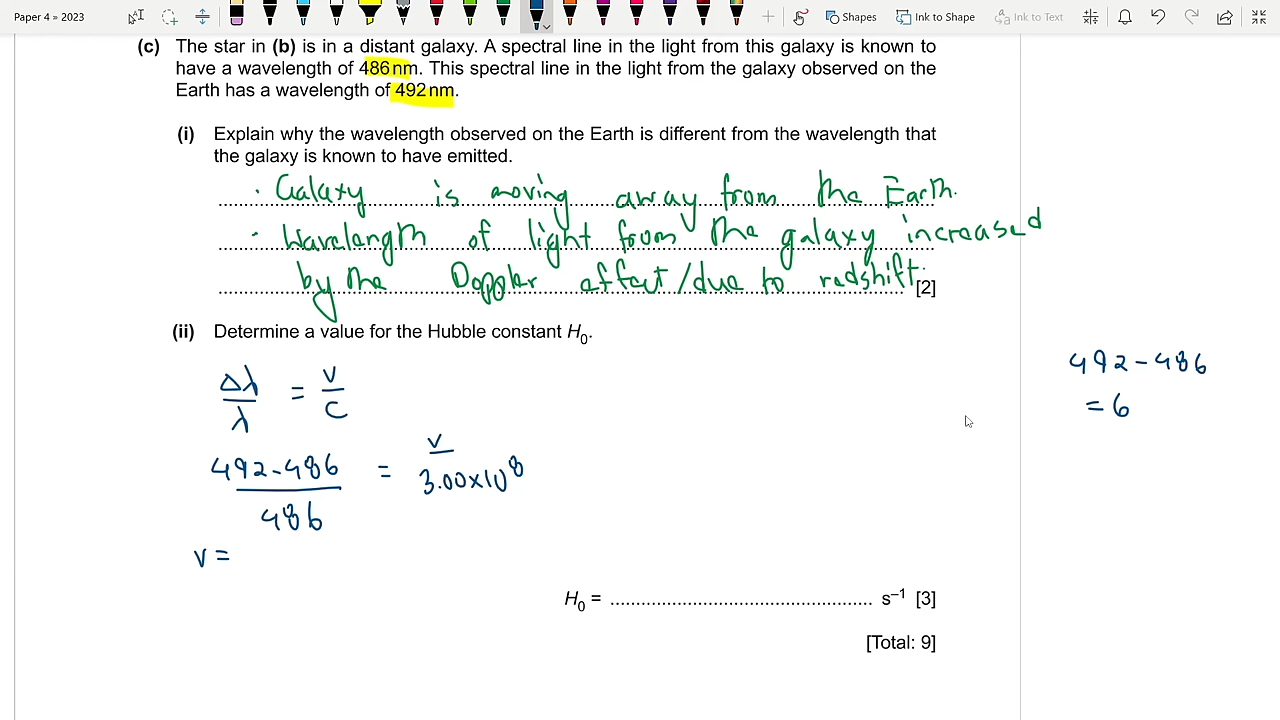 Paper 4 » 2023
Shapes
Ink to Shape
Ink to Text
(c) The star in (b) is in a distant galaxy. A spectral line in the light from this galaxy is known to
have a wavelength of 486 nm. This spectral line in the light from the galaxy observed on the
Earth has a wavelength of 492 nm.
(i) Explain why the wavelength observed on the Earth is different from the wavelength that
the galaxy is known to have emitted.
· Galaxy is moving away from the Earth.
· Wavelength of light from the galaxy increased
by the Doppler affect / due to redshift. [2]
(ii) Determine a value for the Hubble constant H₀.
Δλ/λ = v/c
492-486/486 = v/3.00×10⁸
v =
492 - 486
= 6
H₀ = .................................................. s⁻¹ [3]
[Total: 9]